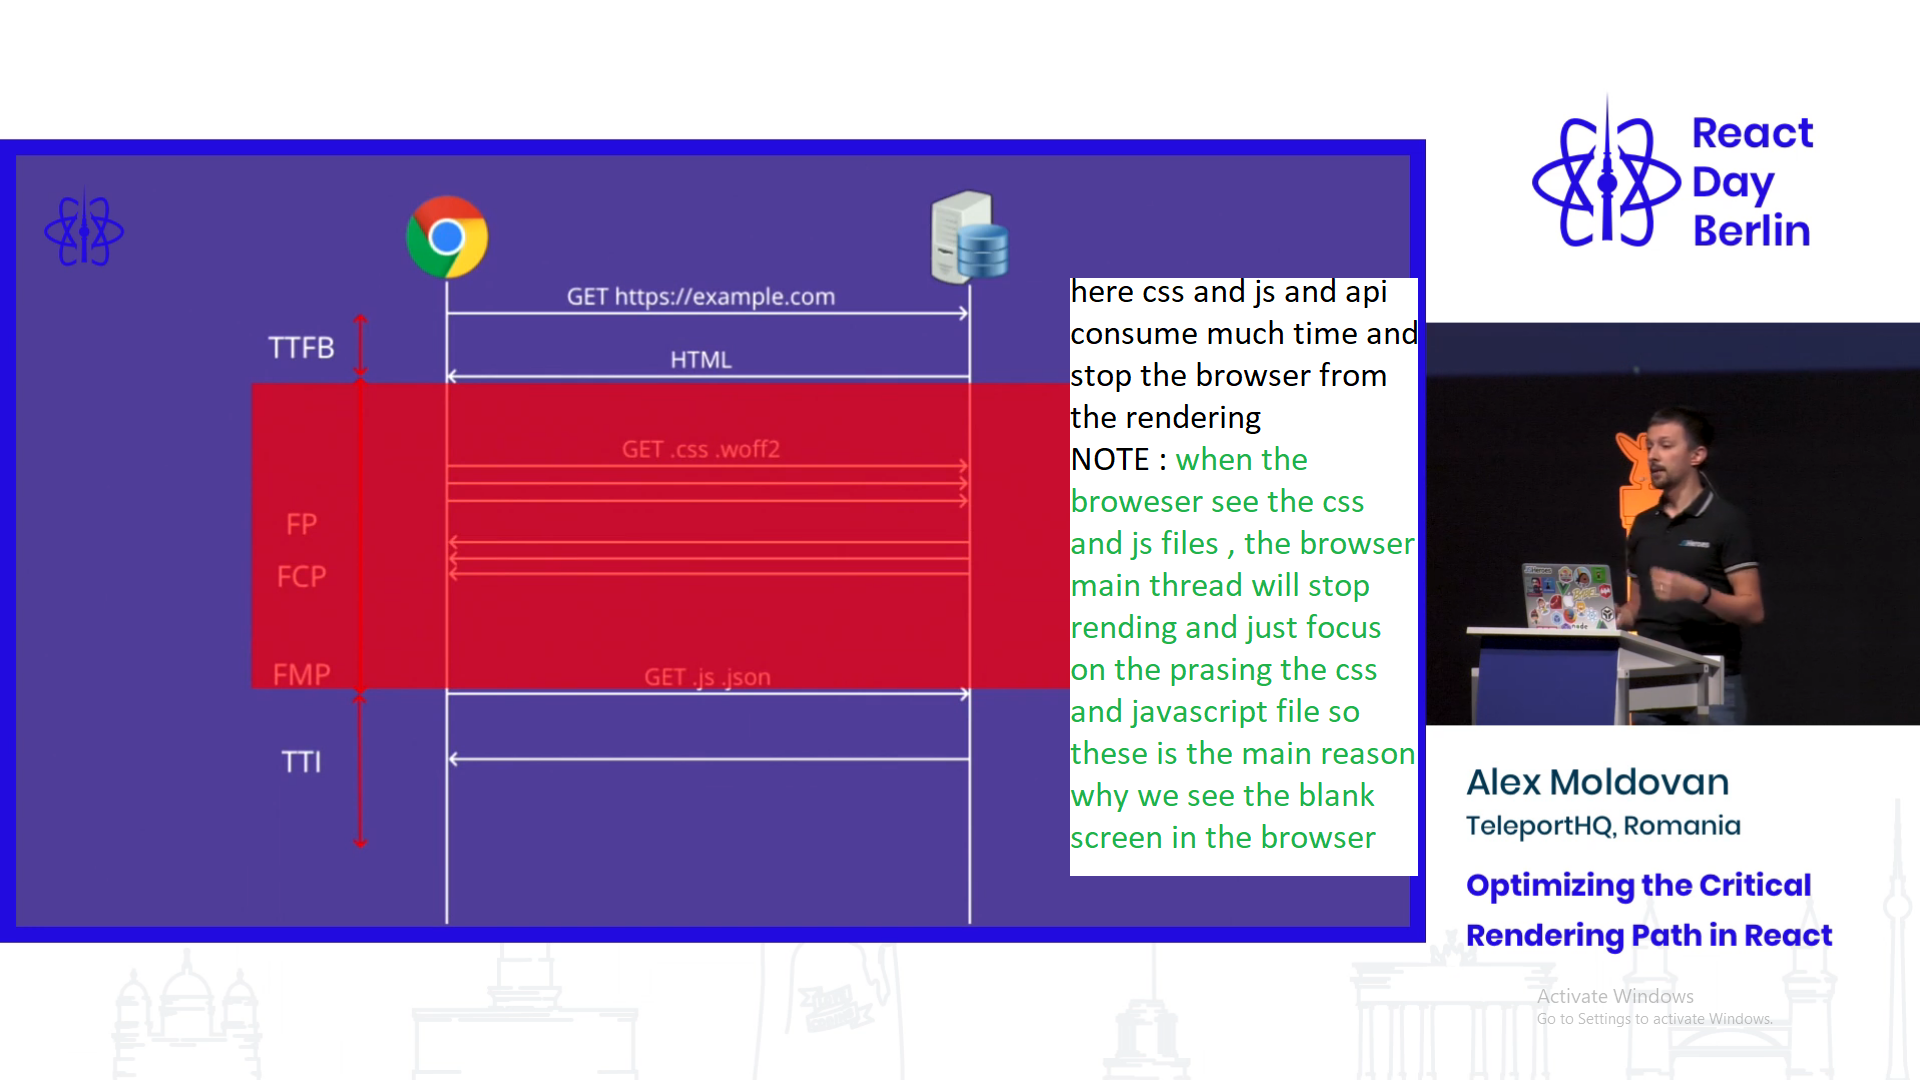 React
Day
Berlin
GET https://example.com
TTFB
HTML
GET .css .woff2
FP
FCP
FMP
GET .js .json
TTI
here css and js and api
consume much time and
stop the browser from
the rendering
NOTE : when the
broweser see the css
and js files , the browser
main thread will stop
rending and just focus
on the prasing the css
and javascript file so
these is the main reason
why we see the blank
screen in the browser
Alex Moldovan
TeleportHQ, Romania
Optimizing the Critical
Rendering Path in React
Activate Windows
Go to Settings to activate Windows.